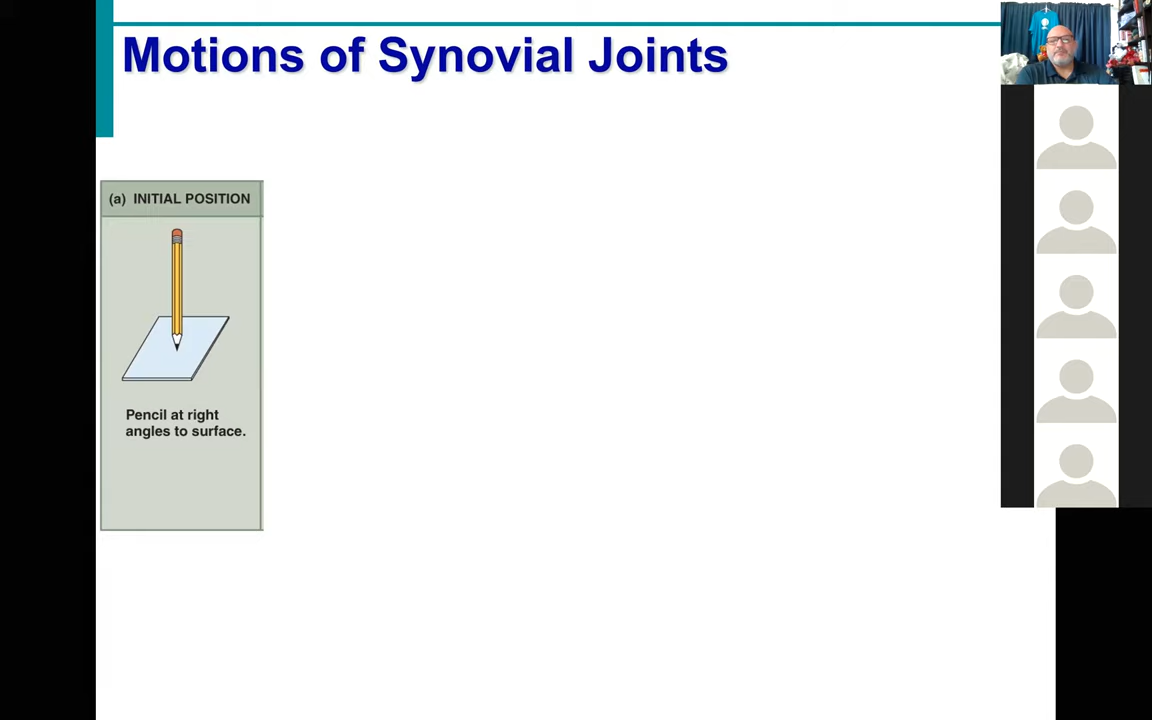 Motions of Synovial Joints
(a) INITIAL POSITION
Pencil at right
angles to surface.